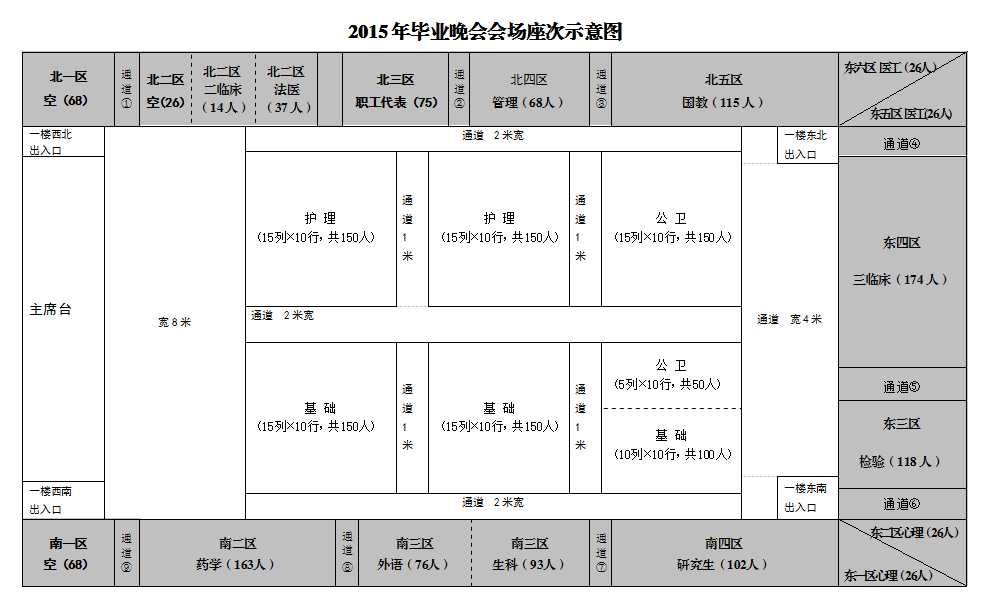 2015年毕业晚会会场座次示意图
北一区
空（68）
通道①
北二区
空(26)
北二区
二临床
（14人）
北二区
法医
（37人）
北三区
职工代表（75）
通道②
北四区
管理（68人）
通道③
北五区
国教（115人）
东六区 医工（26人）
东五区 医工(26人)
一楼西北
出入口
通道 2米宽
一楼东北
出入口
通道④
护 理
(15列×10行，共150人)
通道1米
护 理
(15列×10行，共150人)
通道1米
公 卫
(15列×10行，共150人)
东四区
三临床（174人）
主席台
宽8米
通道 2米宽
通道 宽4米
基 础
(15列×10行，共150人)
通道1米
基 础
(15列×10行，共150人)
通道1米
公 卫
(5列×10行，共50人)
基 础
(10列×10行，共100人)
通道⑤
东三区
检验（118人）
一楼西南
出入口
通道 2米宽
一楼东南
出入口
通道⑥
南一区
空（68）
通道⑨
南二区
药学（163人）
通道⑧
南三区
外语（76人）
南三区
生科（93人）
通道⑦
南四区
研究生（102人）
东二区心理（26人）
东一区心理（26人）